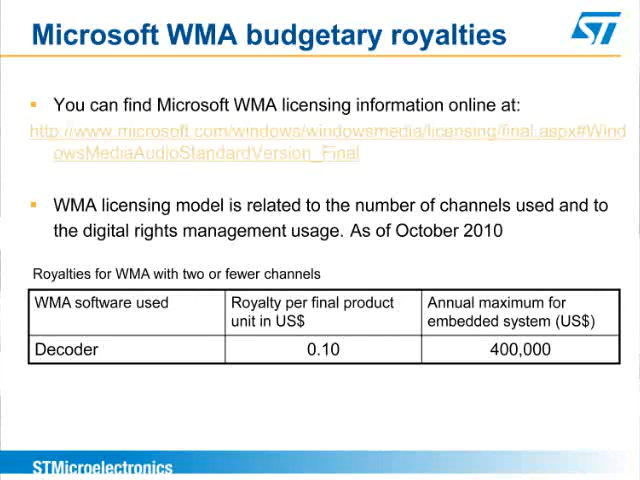 Microsoft WMA budgetary royalties
ST
▪ You can find Microsoft WMA licensing information online at:
http://www.microsoft.com/windows/windowsmedia/licensing/final.aspx#Wind
owsMediaAudioStandardVersion_Final
▪ WMA licensing model is related to the number of channels used and to
the digital rights management usage. As of October 2010
Royalties for WMA with two or fewer channels
WMA software used Royalty per final product Annual maximum for
unit in US$ embedded system (US$)
Decoder 0.10 400,000
STMicroelectronics